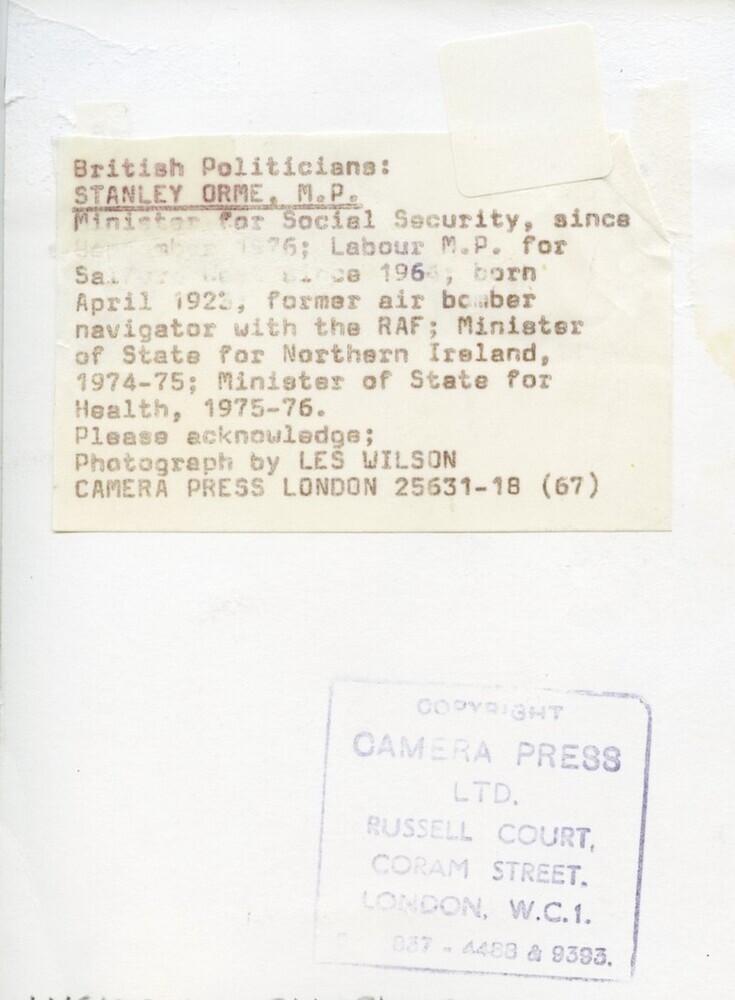 British Politicians:
STANLEY ORME, M.P.
Minister for Social Security, since
September 1976; Labour M.P. for
since 1964; born
April 1923, former air bomber
navigator with the RAF; Minister
of State for Northern Ireland,
1974-75; Minister of State for
Health, 1975-76.
Please acknowledge;
Photograph by LES WILSON
CAMERA PRESS LONDON 25631-18 (67)
COPYRIGHT
CAMERA PRESS
LTD.
RUSSELL COURT,
CORAM STREET.
LONDON, W.C.1.
837 - 4488 & 9393.